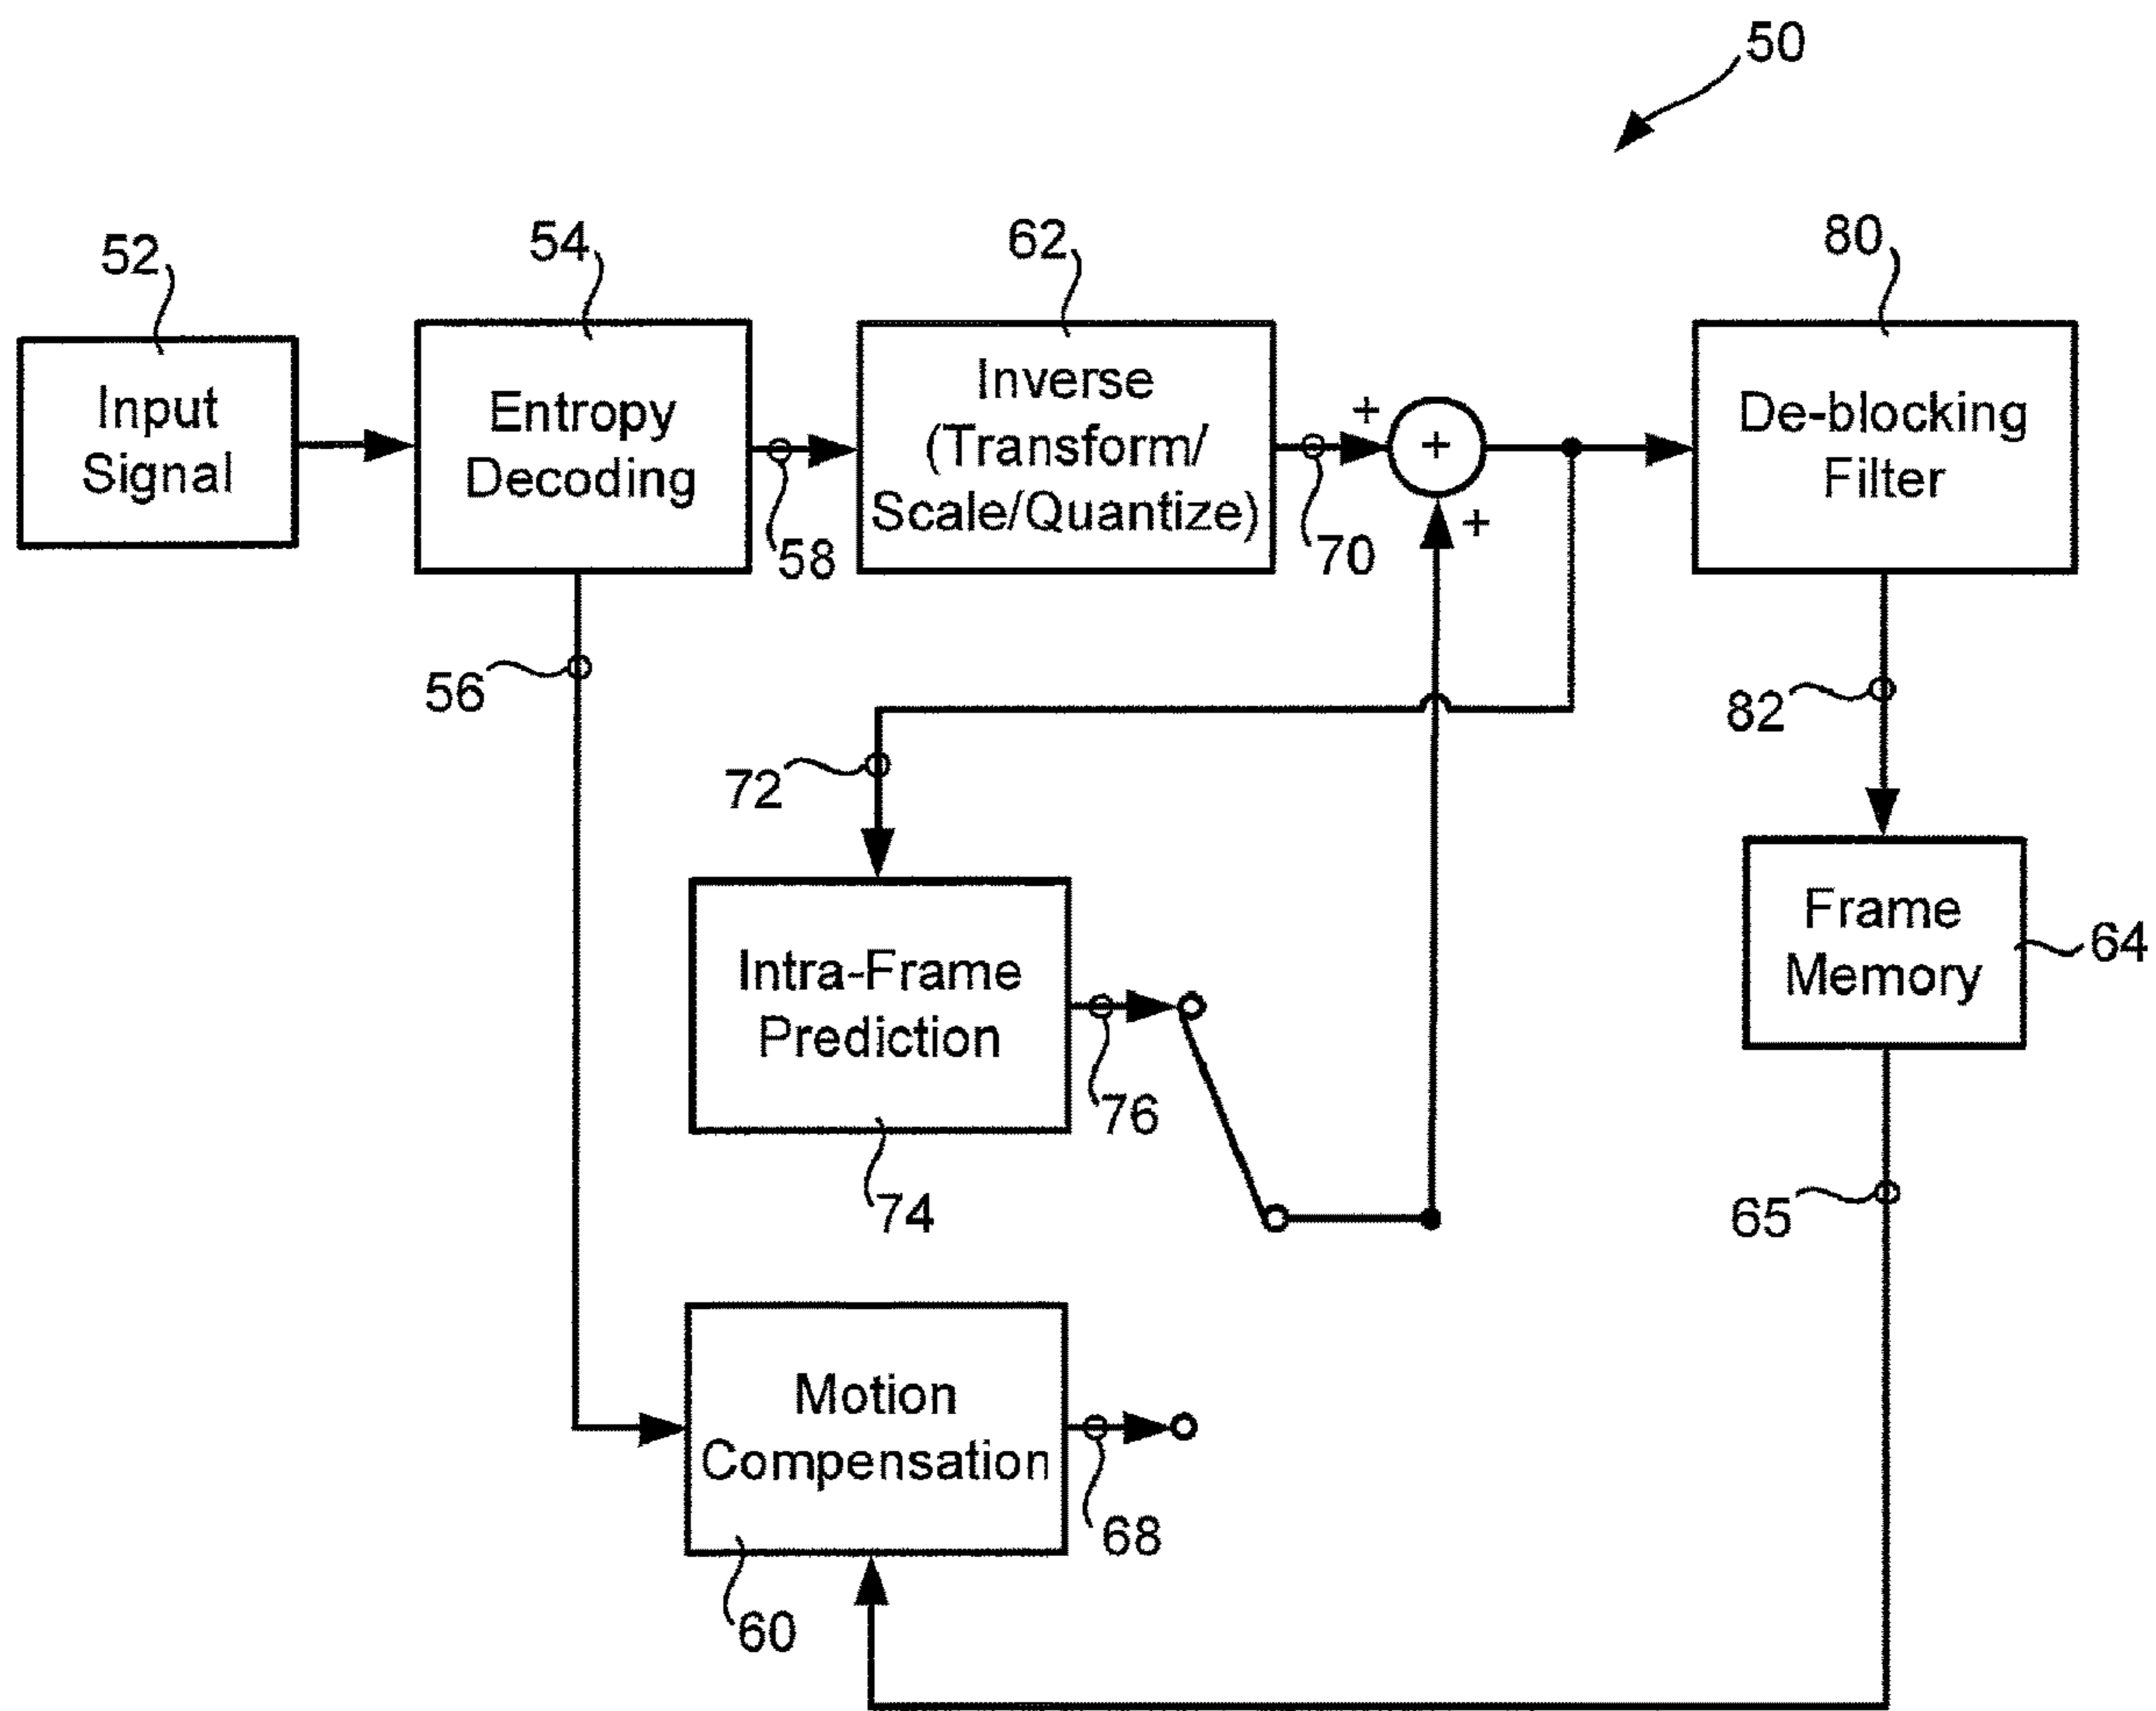 50
52
54
62
80
Input
Signal
Entropy
Decoding
Inverse
(Transform/
Scale/Quantize)
+
+
+
De-blocking
Filter
58
70
56
82
72
Intra-Frame
Prediction
Frame
Memory
64
76
74
65
Motion
Compensation
68
60